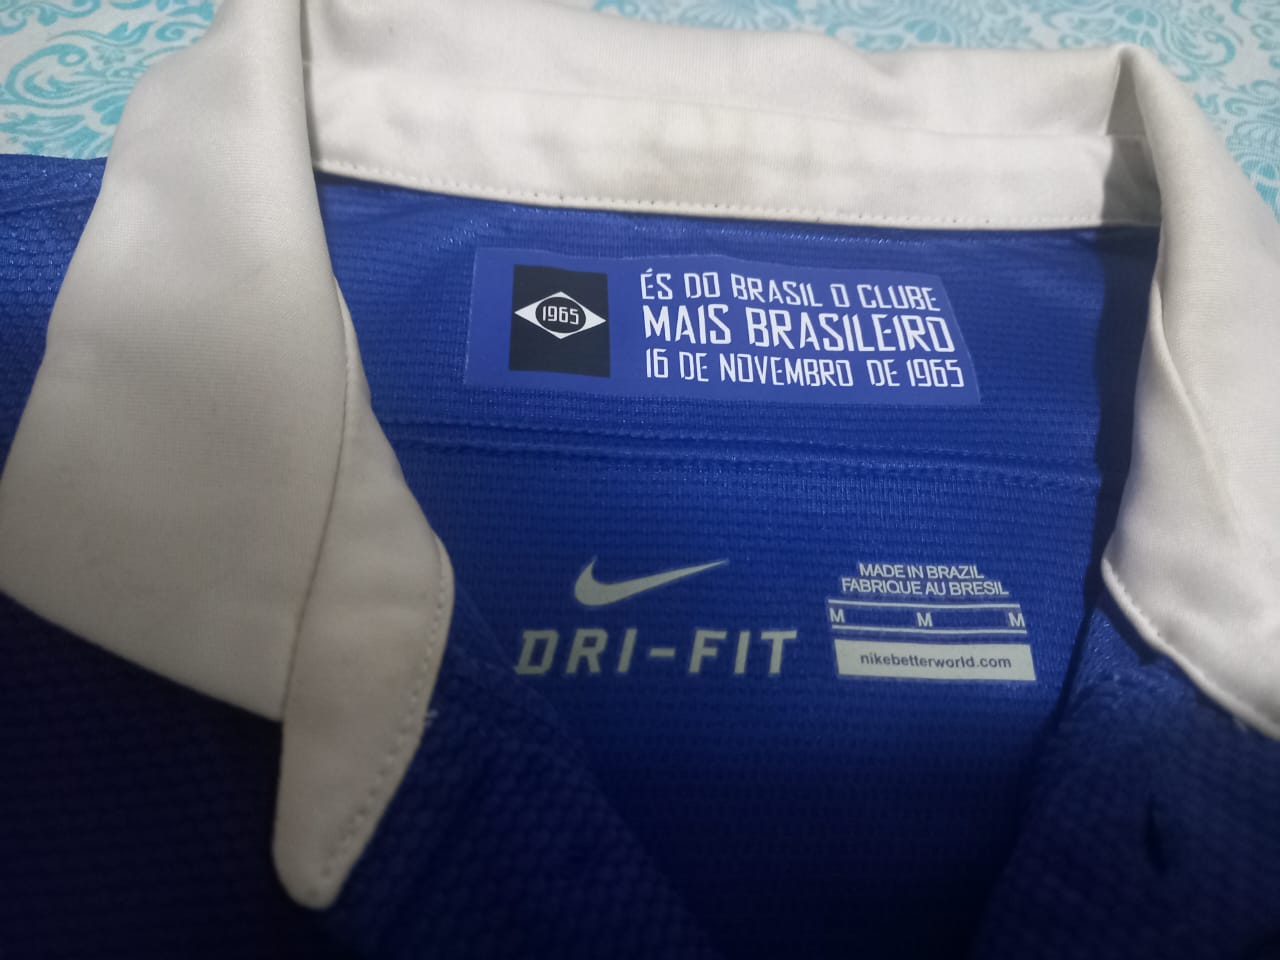 1965
ÉS DO BRASIL O CLUBE
MAIS BRASILEIRO
16 DE NOVEMBRO DE 1965
DRI-FIT
MADE IN BRAZIL
FABRIQUE AU BRESIL
M M M
nikebetterworld.com